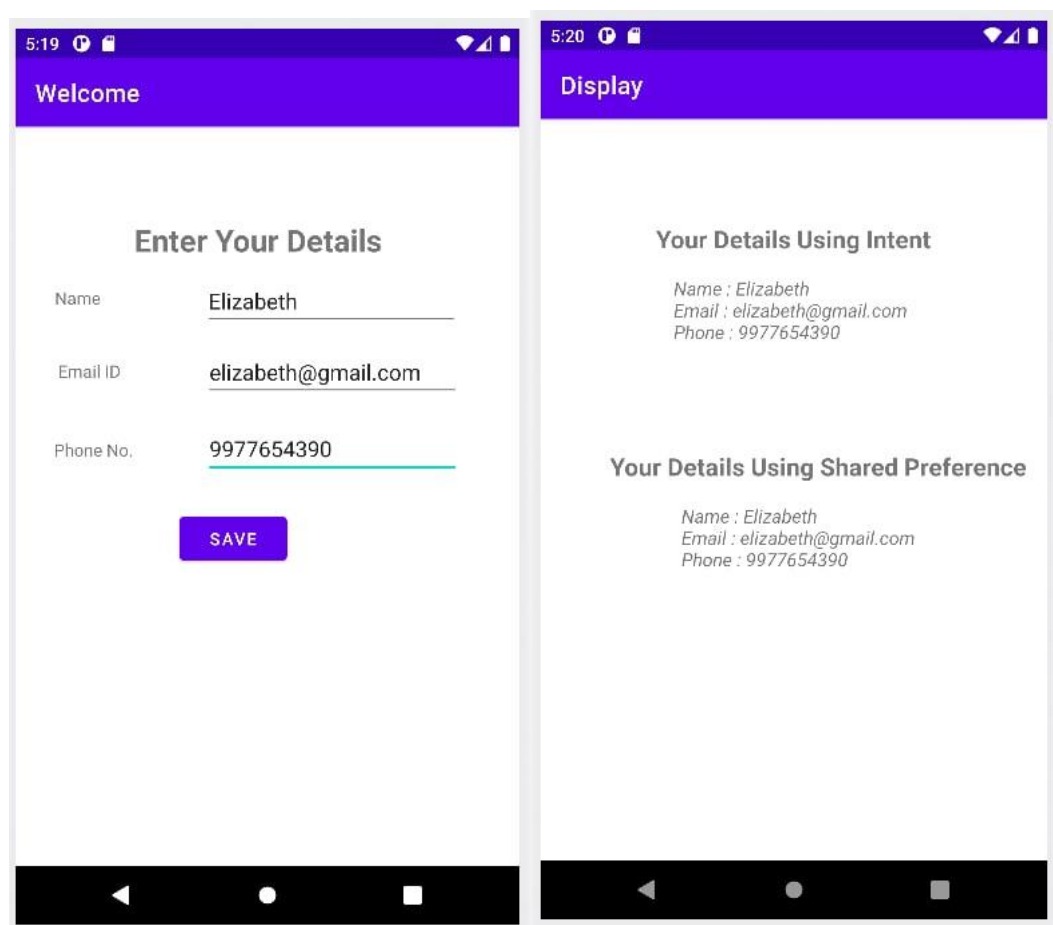 5:19
Welcome
Enter Your Details
Name Elizabeth
Email ID elizabeth@gmail.com
Phone No. 9977654390
SAVE
5:20
Display
Your Details Using Intent
Name : Elizabeth
Email : elizabeth@gmail.com
Phone : 9977654390
Your Details Using Shared Preference
Name : Elizabeth
Email : elizabeth@gmail.com
Phone : 9977654390